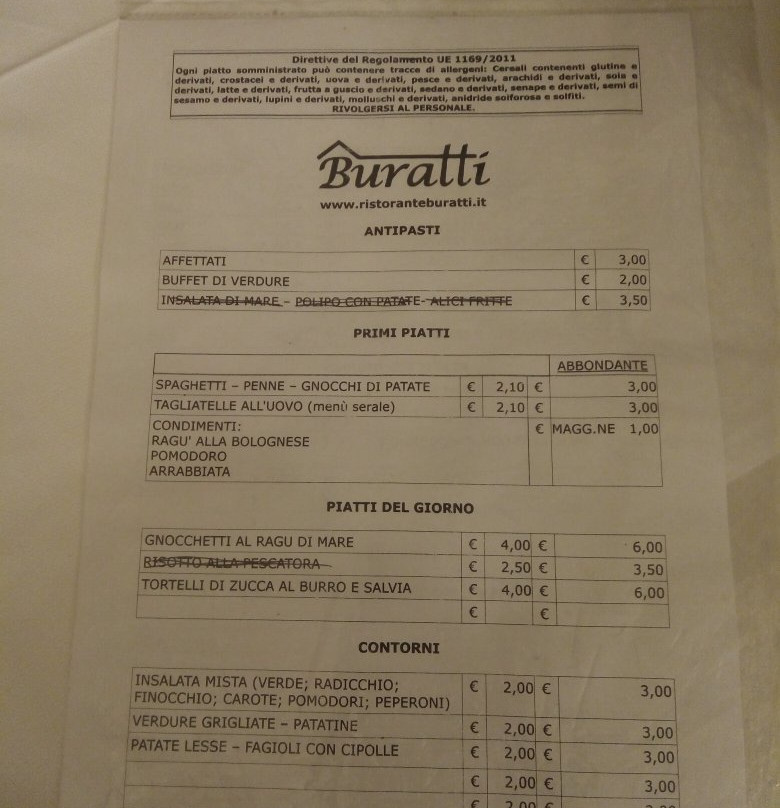 Direttive del Regolamento UE 1169/2011
Ogni piatto somministrato può contenere tracce di allergeni: Cereali contenenti glutine e
derivati, crostacei e derivati, uova e derivati, pesce e derivati, arachidi e derivati, soia e
derivati, latte e derivati, frutta a guscio e derivati, sedano e derivati, senape e derivati, semi di
sesamo e derivati, lupini e derivati, molluschi e derivati, anidride solforosa e solfiti.
RIVOLGERSI AL PERSONALE.
Buratti
www.ristoranteburatti.it
ANTIPASTI
AFFETTATI € 3,00
BUFFET DI VERDURE € 2,00
INSALATA DI MARE – POLIPO CON PATATE- ALICI FRITTE € 3,50
PRIMI PIATTI
ABBONDANTE
SPAGHETTI – PENNE – GNOCCHI DI PATATE € 2,10 € 3,00
TAGLIATELLE ALL'UOVO (menù serale) € 2,10 € 3,00
CONDIMENTI: € MAGG.NE 1,00
RAGU' ALLA BOLOGNESE
POMODORO
ARRABBIATA
PIATTI DEL GIORNO
GNOCCHETTI AL RAGU DI MARE € 4,00 € 6,00
RISOTTO ALLA PESCATORA € 2,50 € 3,50
TORTELLI DI ZUCCA AL BURRO E SALVIA € 4,00 € 6,00
€ €
CONTORNI
INSALATA MISTA (VERDE; RADICCHIO; € 2,00 € 3,00
FINOCCHIO; CAROTE; POMODORI; PEPERONI)
VERDURE GRIGLIATE – PATATINE € 2,00 € 3,00
PATATE LESSE – FAGIOLI CON CIPOLLE € 2,00 € 3,00
€ 2,00 € 3,00